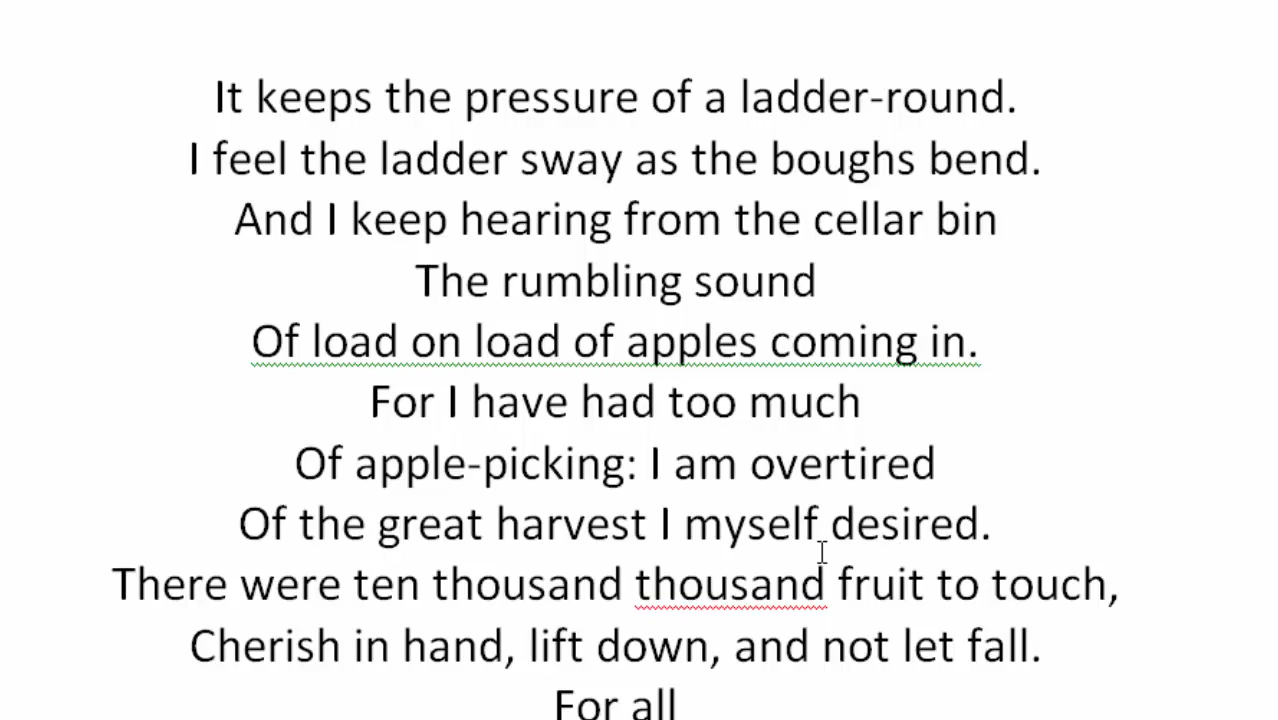 It keeps the pressure of a ladder-round.
I feel the ladder sway as the boughs bend.
And I keep hearing from the cellar bin
The rumbling sound
Of load on load of apples coming in.
For I have had too much
Of apple-picking: I am overtired
Of the great harvest I myself desired.
There were ten thousand thousand fruit to touch,
Cherish in hand, lift down, and not let fall.
For all